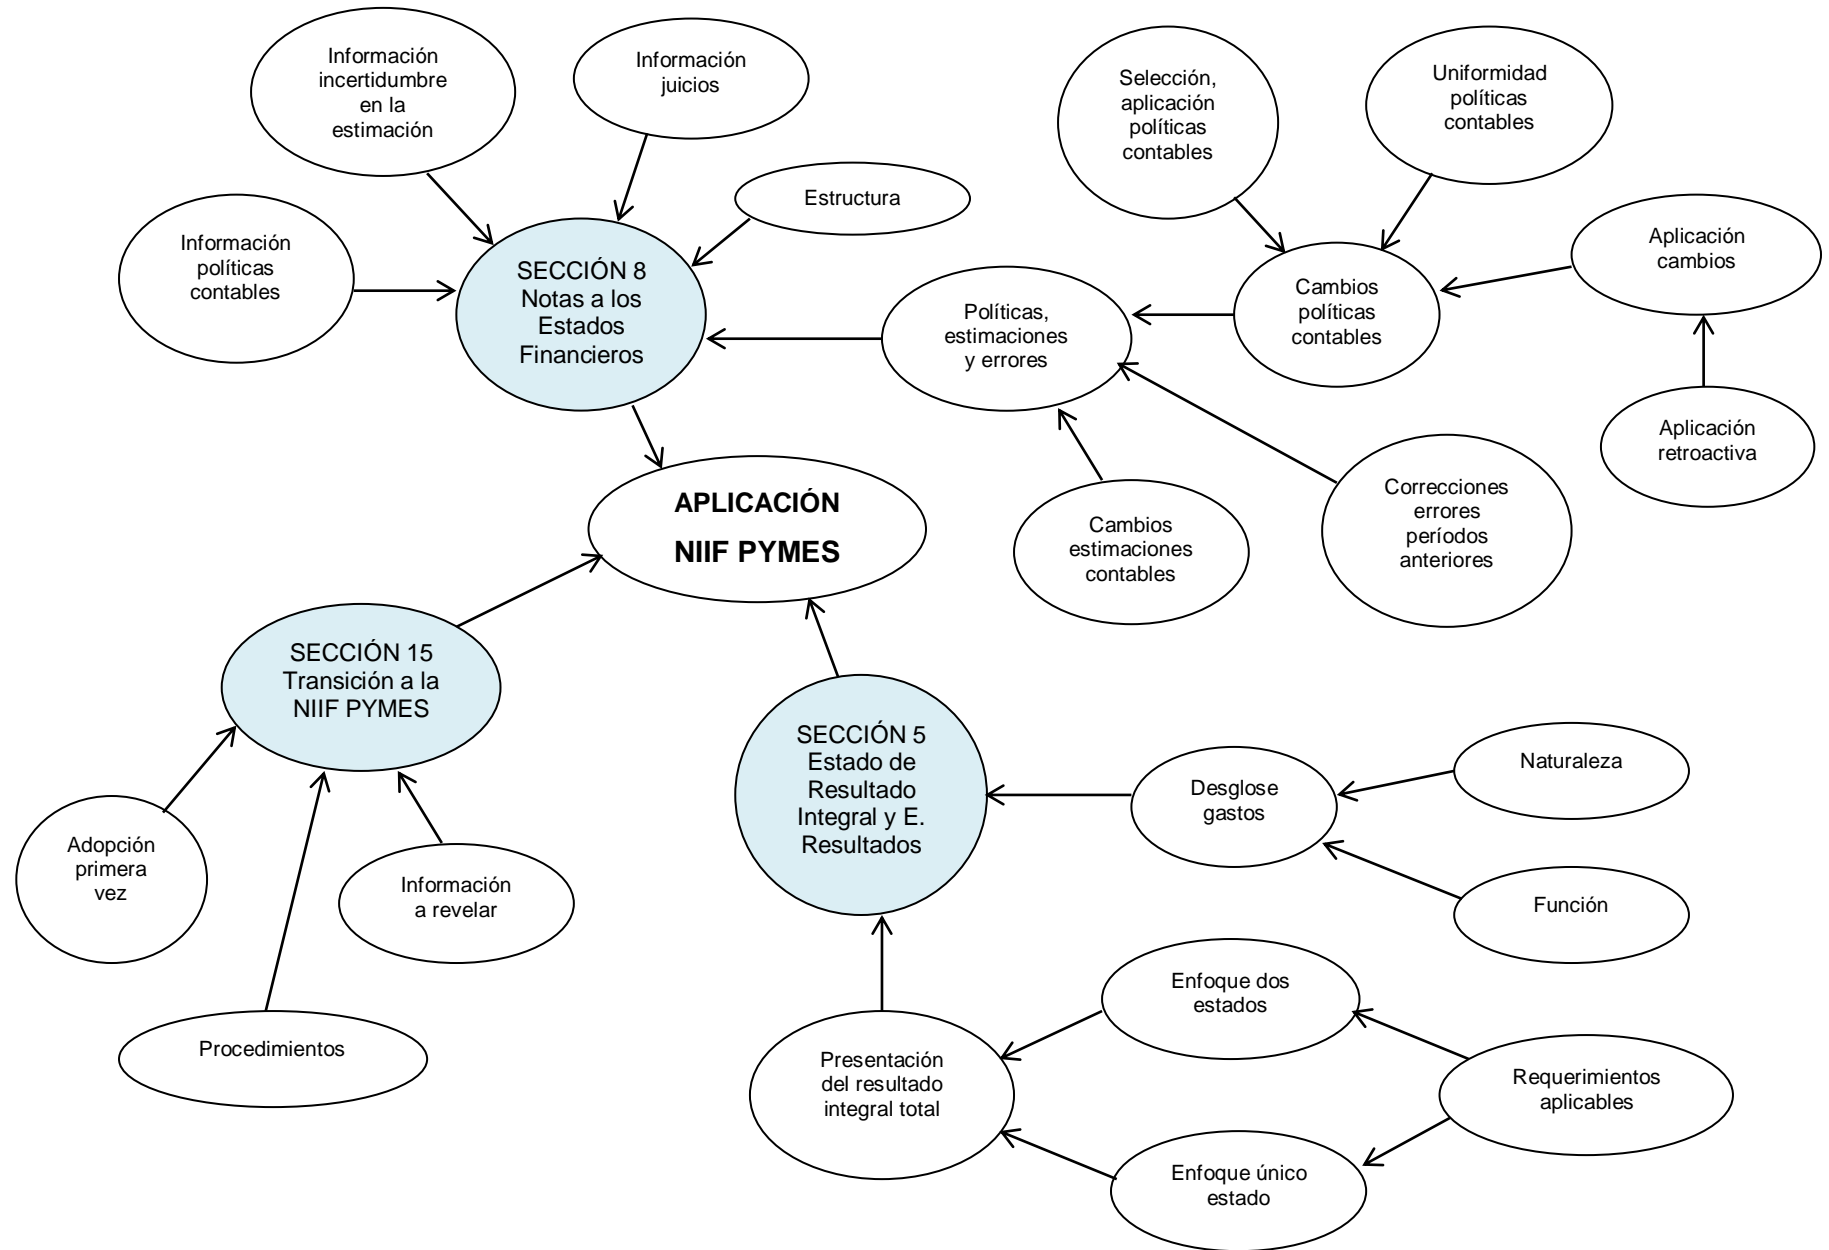 Información
incertidumbre
en la
estimación
Información
juicios
Estructura
Información
políticas
contables
SECCIÓN 8
Notas a los
Estados
Financieros
Selección,
aplicación
políticas
contables
Uniformidad
políticas
contables
Aplicación
cambios
Cambios
políticas
contables
Políticas,
estimaciones
y errores
Aplicación
retroactiva
Correcciones
errores
períodos
anteriores
Cambios
estimaciones
contables
APLICACIÓN
NIIF PYMES
SECCIÓN 15
Transición a la
NIIF PYMES
Adopción
primera
vez
Información
a revelar
Procedimientos
SECCIÓN 5
Estado de
Resultado
Integral y E.
Resultados
Desglose
gastos
Naturaleza
Función
Enfoque dos
estados
Presentación
del resultado
integral total
Requerimientos
aplicables
Enfoque único
estado